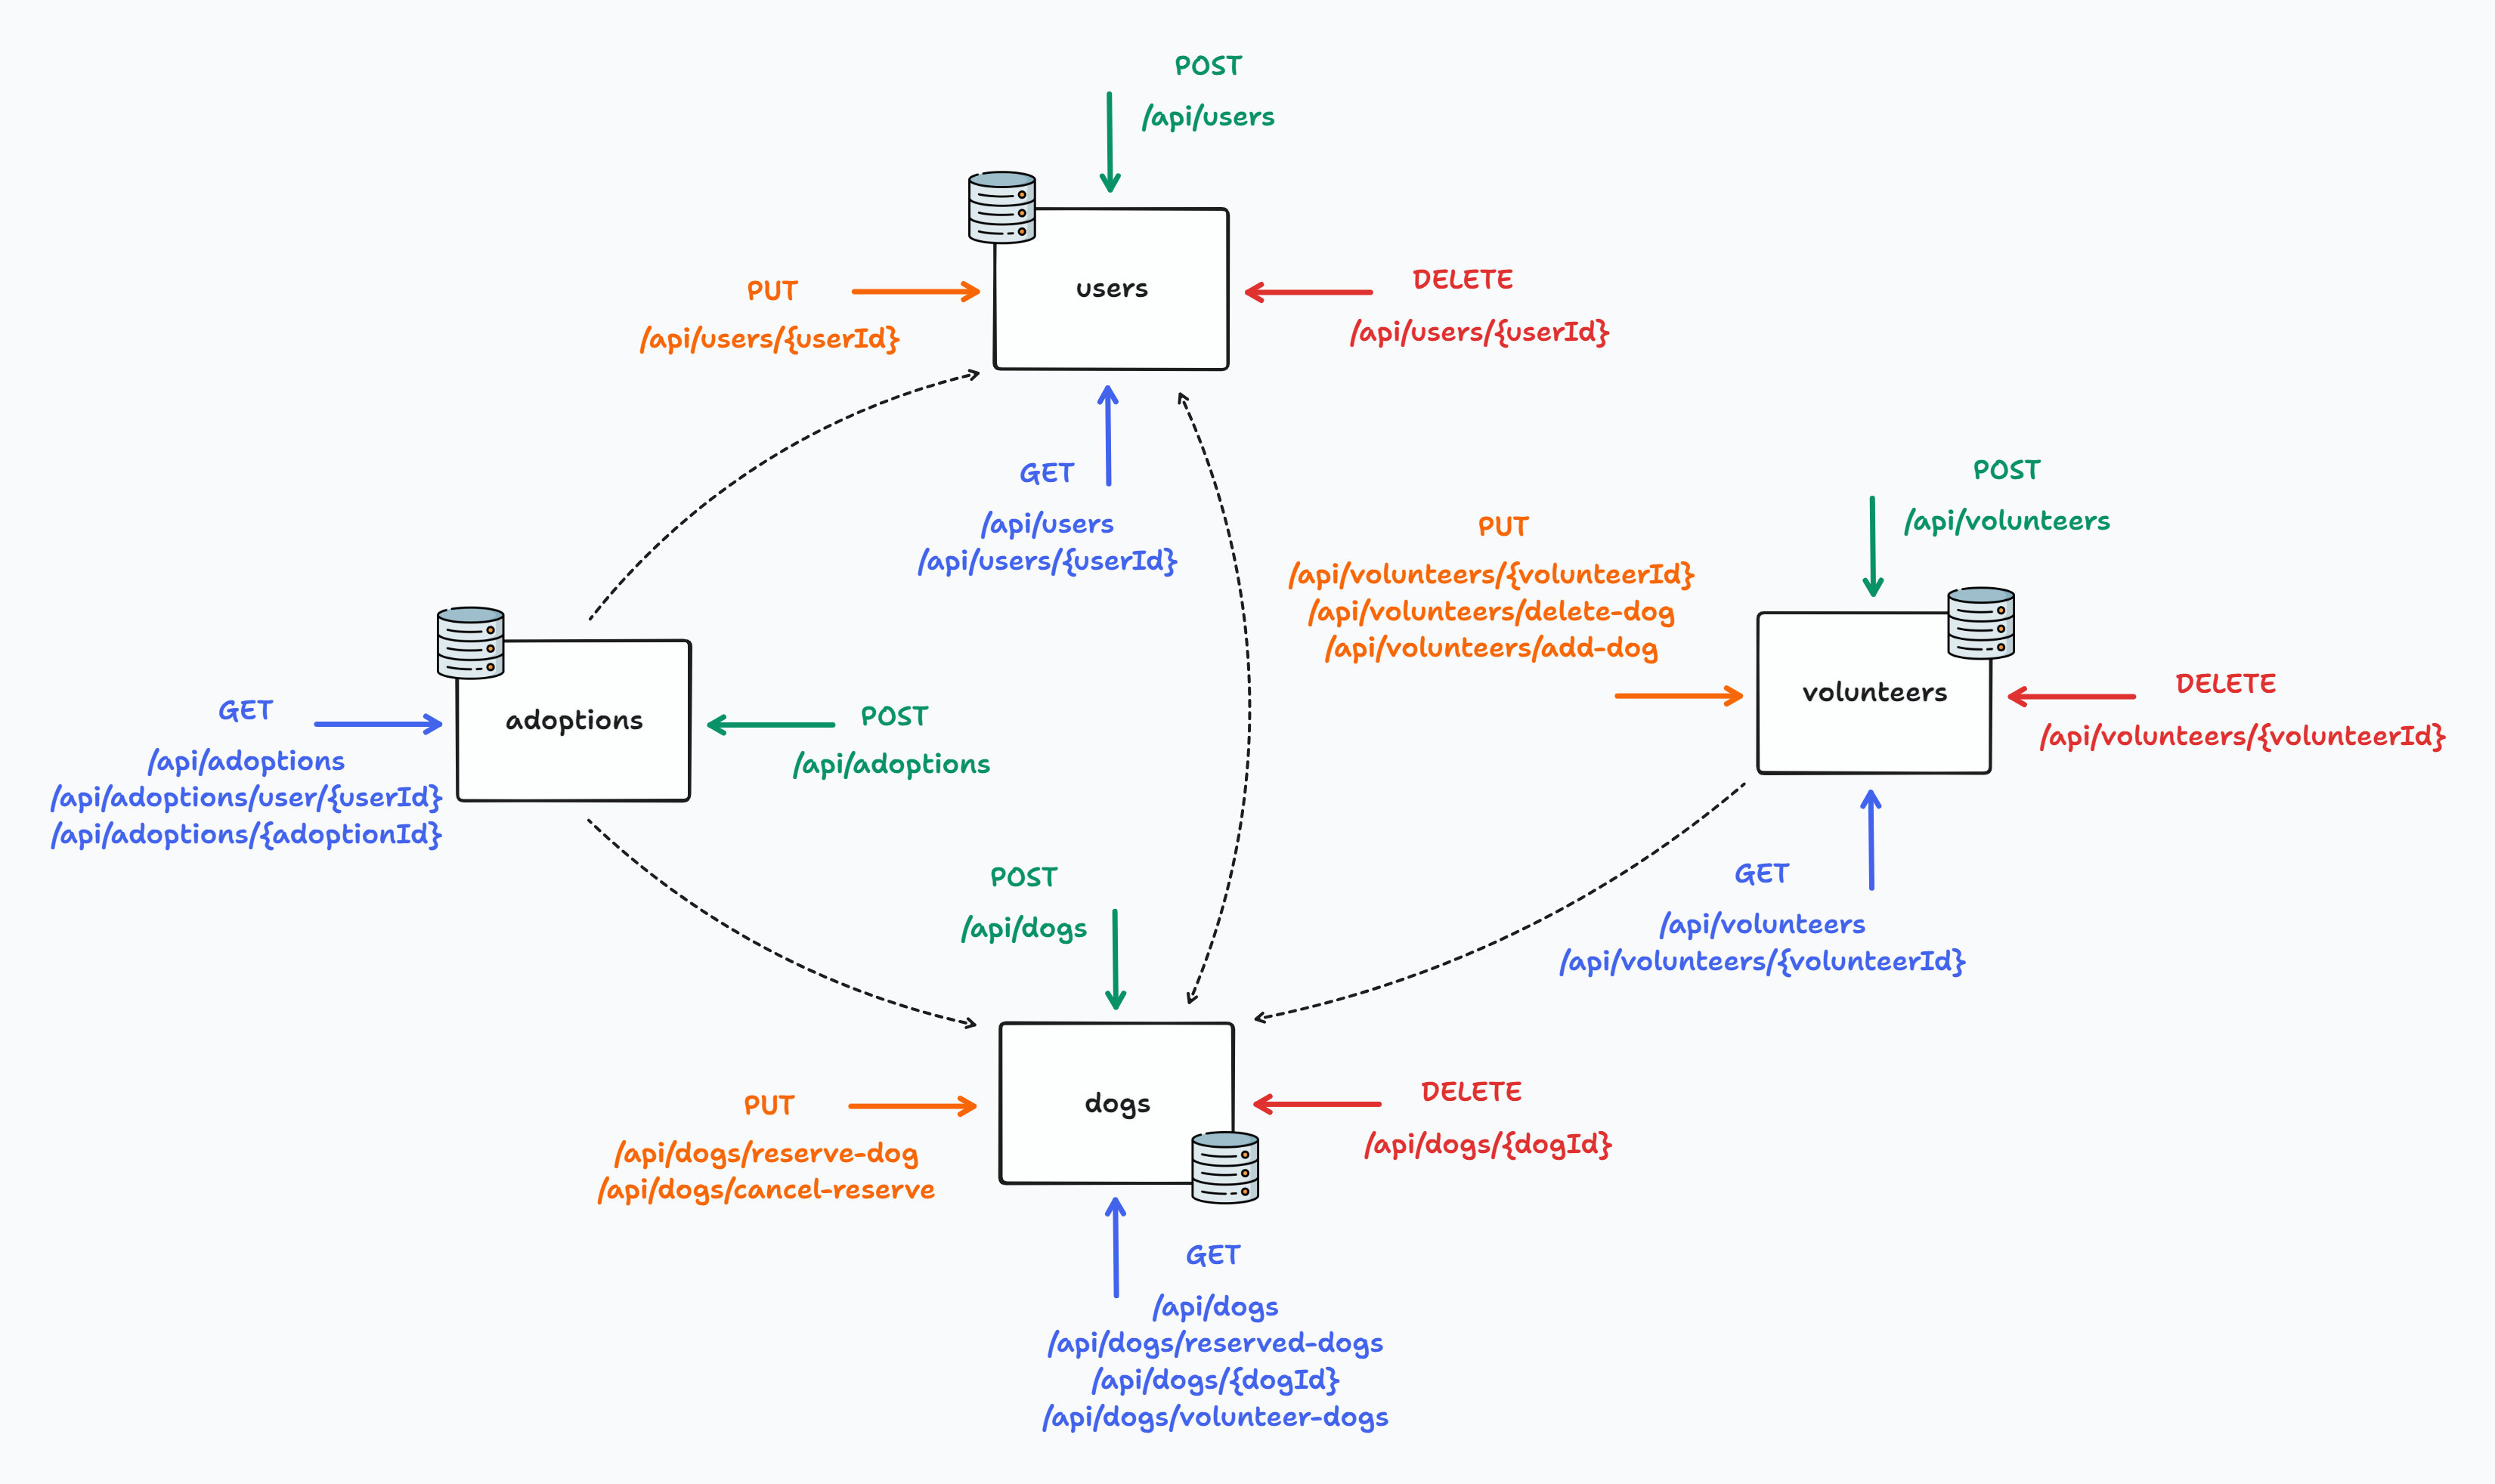 POST
/api/users
users
PUT
/api/users/{userId}
DELETE
/api/users/{userId}
GET
/api/users
/api/users/{userId}
POST
/api/volunteers
PUT
/api/volunteers/{volunteerId}
/api/volunteers/delete-dog
/api/volunteers/add-dog
volunteers
DELETE
/api/volunteers/{volunteerId}
GET
/api/volunteers
/api/volunteers/{volunteerId}
GET
/api/adoptions
/api/adoptions/user/{userId}
/api/adoptions/{adoptionId}
adoptions
POST
/api/adoptions
POST
/api/dogs
dogs
PUT
/api/dogs/reserve-dog
/api/dogs/cancel-reserve
DELETE
/api/dogs/{dogId}
GET
/api/dogs
/api/dogs/reserved-dogs
/api/dogs/{dogId}
/api/dogs/volunteer-dogs